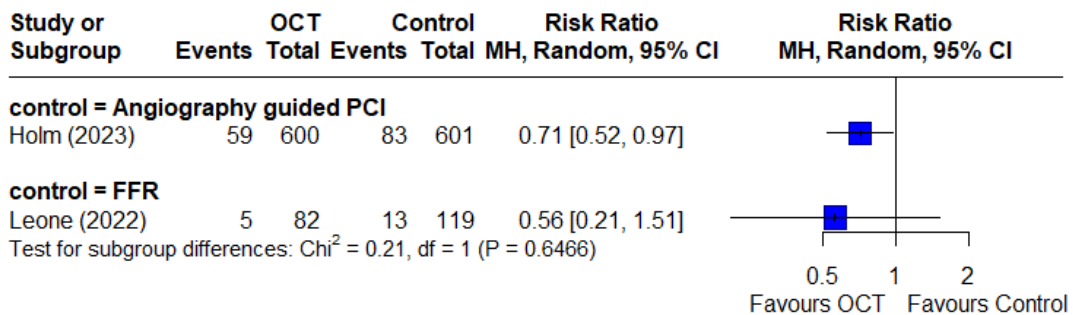 Study or OCT Control Risk Ratio Risk Ratio
Subgroup Events Total Events Total MH, Random, 95% CI MH, Random, 95% CI
control = Angiography guided PCI
Holm (2023) 59 600 83 601 0.71 [0.52, 0.97]
control = FFR
Leone (2022) 5 82 13 119 0.56 [0.21, 1.51]
Test for subgroup differences: Chi² = 0.21, df = 1 (P = 0.6466)
0.5 1 2
Favours OCT Favours Control